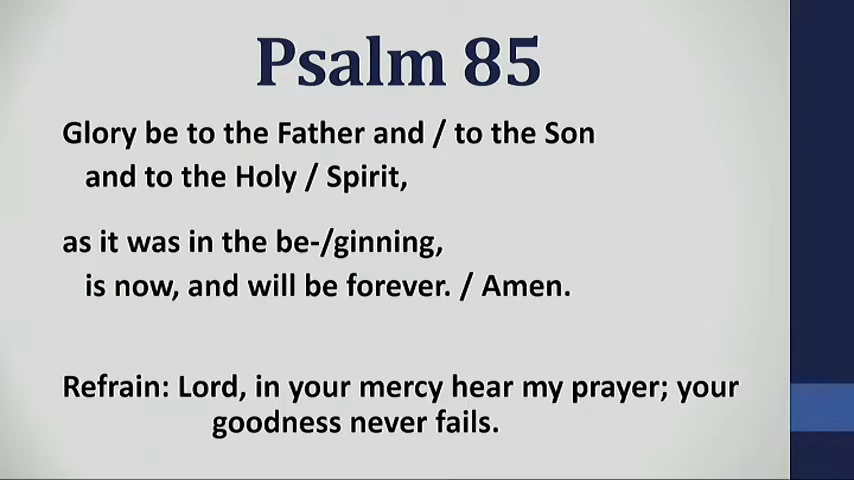 Psalm 85
Glory be to the Father and / to the Son
and to the Holy / Spirit,
as it was in the be-/ginning,
is now, and will be forever. / Amen.
Refrain: Lord, in your mercy hear my prayer; your
goodness never fails.